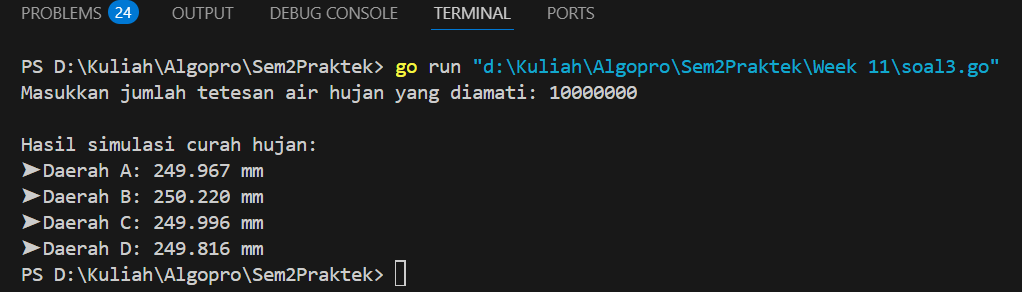 PROBLEMS 24 OUTPUT DEBUG CONSOLE TERMINAL PORTS
PS D:\Kuliah\Algopro\Sem2Praktek> go run "d:\Kuliah\Algopro\Sem2Praktek\Week 11\soal3.go"
Masukkan jumlah tetesan air hujan yang diamati: 10000000
Hasil simulasi curah hujan:
➤Daerah A: 249.967 mm
➤Daerah B: 250.220 mm
➤Daerah C: 249.996 mm
➤Daerah D: 249.816 mm
PS D:\Kuliah\Algopro\Sem2Praktek>